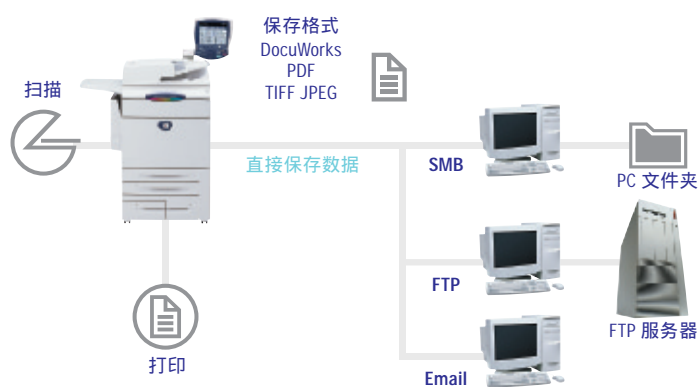 保存格式
DocuWorks
PDF
TIFF JPEG
扫描
直接保存数据
SMB
PC 文件夹
FTP
FTP 服务器
打印
Email